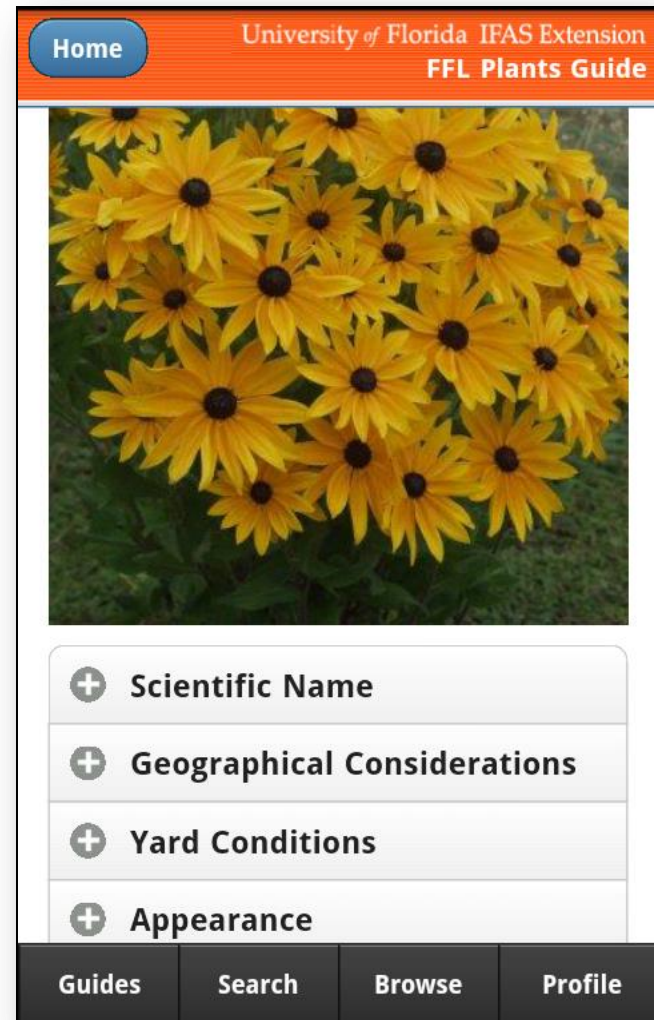 Home
University of Florida IFAS Extension
FFL Plants Guide
Scientific Name
Geographical Considerations
Yard Conditions
Appearance
Guides
Search
Browse
Profile